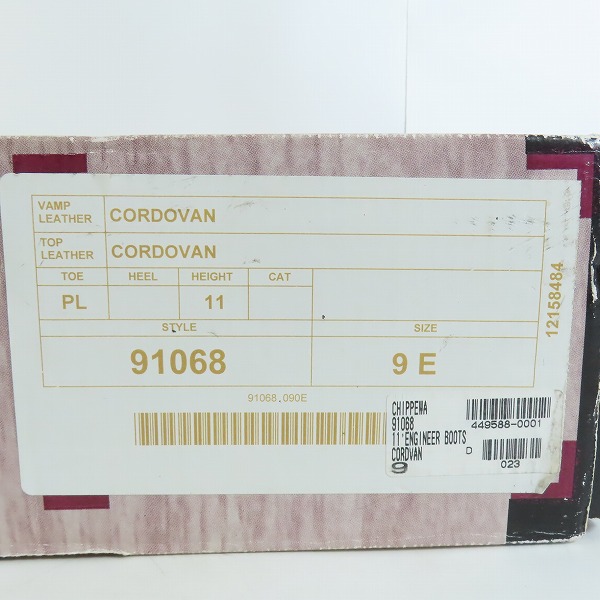 VAMP
LEATHER CORDOVAN
TOP
LEATHER CORDOVAN
TOE HEEL HEIGHT CAT
PL 11
STYLE SIZE
91068 9 E
91068,090E
12158484
CHIPPEWA
91068 449588-0001
11'ENGINEER BOOTS
CORDVAN D
9 023